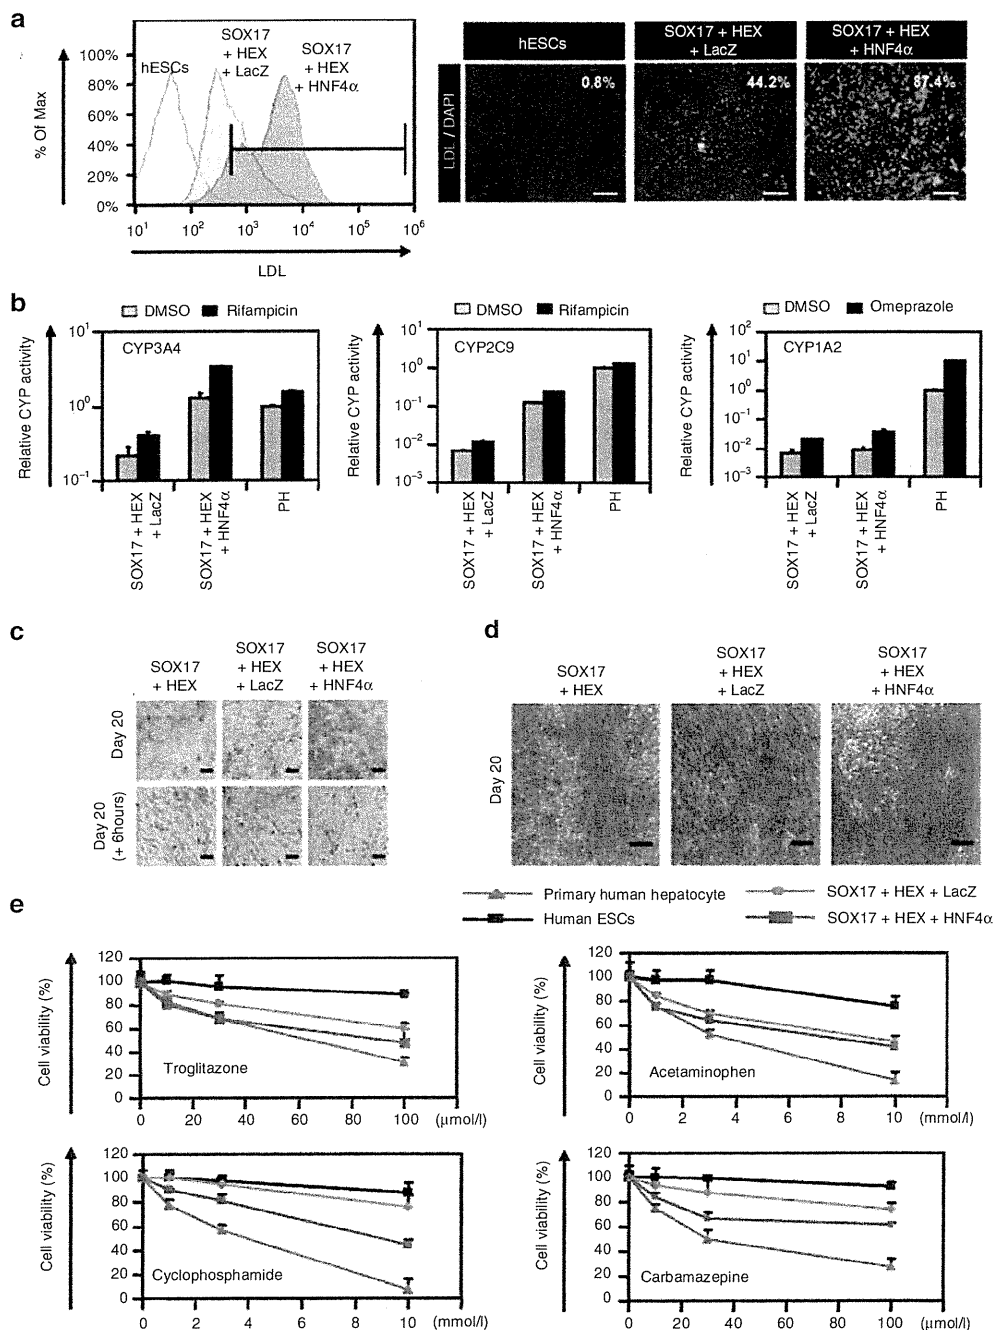 a
SOX17
+ HEX
+ LacZ
SOX17
+ HEX
+ HNF4α
hESCs
% Of Max
100%
80%
60%
40%
20%
0%
10¹ 10² 10³ 10⁴ 10⁵ 10⁶
LDL
hESCs
SOX17 + HEX
+ LacZ
SOX17 + HEX
+ HNF4α
LDL / DAPI
0.8%
44.2%
87.4%
b
DMSO Rifampicin
Relative CYP activity
CYP3A4
10¹
10⁰
10⁻¹
SOX17 + HEX
+ LacZ
SOX17 + HEX
+ HNF4α
PH
DMSO Rifampicin
Relative CYP activity
CYP2C9
10¹
10⁰
10⁻¹
10⁻²
10⁻³
SOX17 + HEX
+ LacZ
SOX17 + HEX
+ HNF4α
PH
DMSO Omeprazole
Relative CYP activity
CYP1A2
10²
10¹
10⁰
10⁻¹
10⁻²
10⁻³
SOX17 + HEX
+ LacZ
SOX17 + HEX
+ HNF4α
PH
c
SOX17
+ HEX
SOX17
+ HEX
+ LacZ
SOX17
+ HEX
+ HNF4α
Day 20
Day 20
(+ 6hours)
d
SOX17
+ HEX
SOX17
+ HEX
+ LacZ
SOX17
+ HEX
+ HNF4α
Day 20
e
Primary human hepatocyte
SOX17 + HEX + LacZ
Human ESCs
SOX17 + HEX + HNF4α
Cell viability (%)
120
100
80
60
40
20
0
Troglitazone
0 20 40 60 80 100 (μmol/l)
Cell viability (%)
120
100
80
60
40
20
0
Acetaminophen
0 2 4 6 8 10 (mmol/l)
Cell viability (%)
120
100
80
60
40
20
0
Cyclophosphamide
0 2 4 6 8 10 (mmol/l)
Cell viability (%)
120
100
80
60
40
20
0
Carbamazepine
0 20 40 60 80 100 (μmol/l)